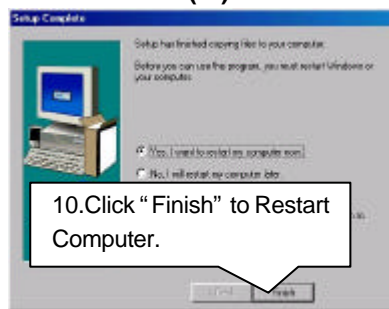 Setup Complete
Setup has finished copying files to your computer.
Before you can use the program, you must restart Windows or
your computer.
Yes, I want to restart my computer now.
No, I will restart my computer later.
10.Click “Finish” to Restart
Computer.
Finish